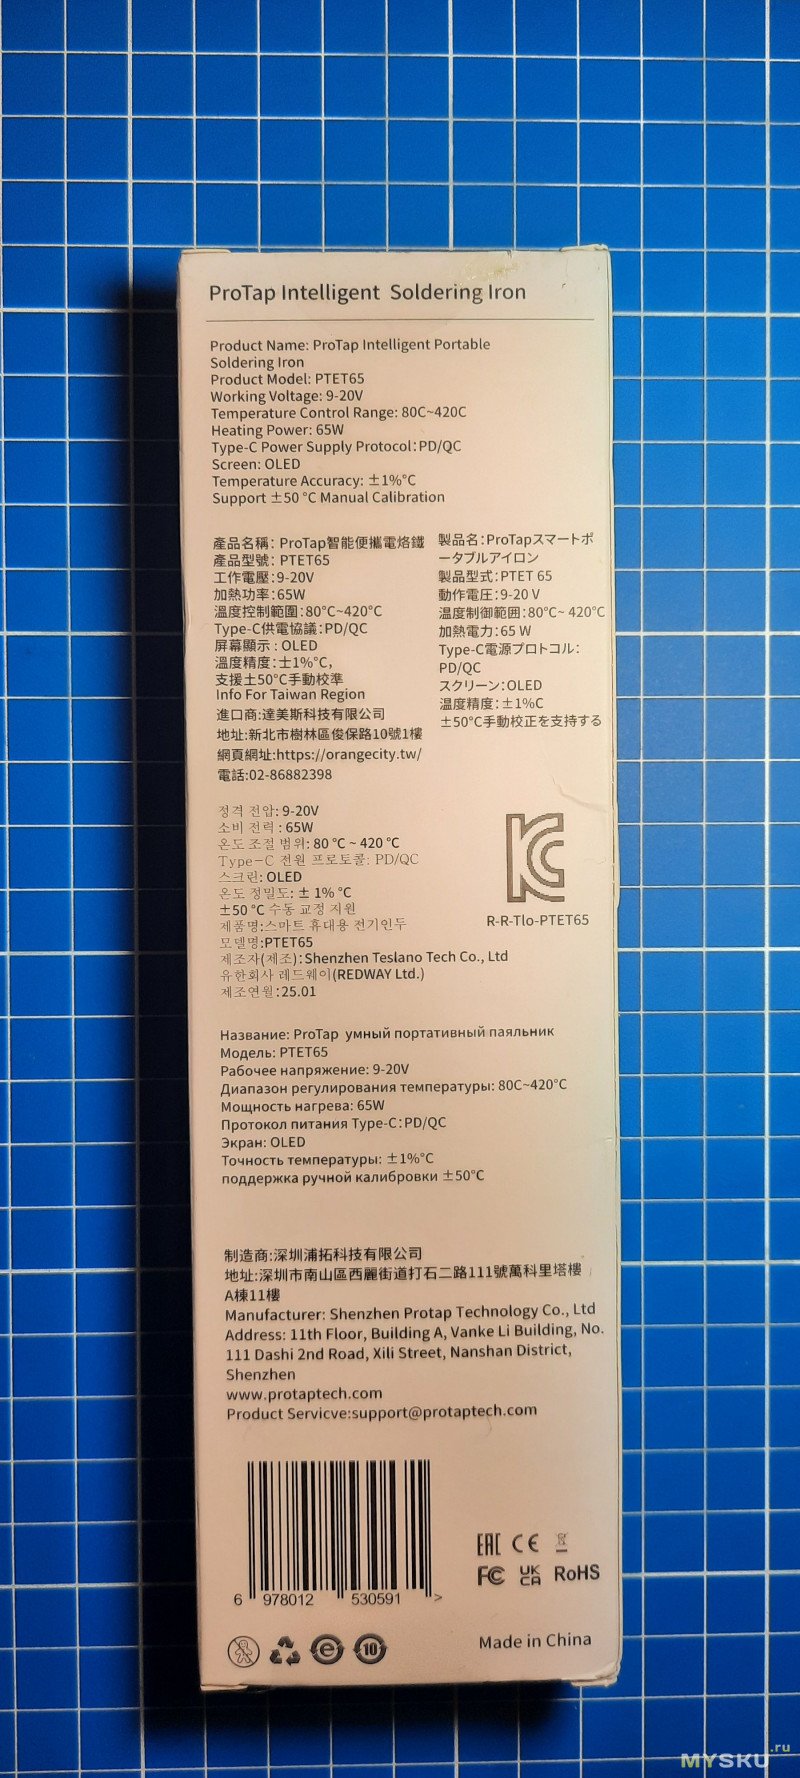 ProTap Intelligent Soldering Iron
Product Name: ProTap Intelligent Portable
Soldering Iron
Product Model: PTET65
Working Voltage: 9-20V
Temperature Control Range: 80C~420C
Heating Power: 65W
Type-C Power Supply Protocol:PD/QC
Screen: OLED
Temperature Accuracy: ±1%°C
Support ±50 °C Manual Calibration
產品名稱: ProTap智能便攜電烙鐵
產品型號: PTET65
工作電壓:9-20V
加熱功率:65W
溫度控制範圍:80°C~420°C
Type-C供電協議:PD/QC
屏幕顯示:OLED
溫度精度:±1%°C,
支援土50°C手動校準
Info For Taiwan Region
進口商:達美斯科技有限公司
地址:新北市樹林區俊保路10號1樓
網頁網址:https://orangecity.tw/
電話:02-86882398
製品名:ProTapスマートポ
ータブルアイロン
製品型式:PTET 65
動作電圧:9-20 V
温度制御範囲:80°C~ 420°C
加熱電力:65 W
Type-C電源プロトコル:
PD/QC
スクリーン:OLED
温度精度:±1%C
±50°C手動校正を支持する
정격 전압: 9-20V
소비 전력 : 65W
온도 조절 범위: 80 °C ~ 420 °C
Type-C 전원 프로토콜: PD/QC
스크린: OLED
온도 정밀도: ± 1% °C
±50 °C 수동 교정 지원
제품명:스마트 휴대용 전기인두
모델명:PTET65
제조자(제조):Shenzhen Teslano Tech Co., Ltd
유한회사 레드웨이(REDWAY Ltd.)
제조연월:25.01
R-R-Tlo-PTET65
Название: ProTap умный портативный паяльник
Модель: PTET65
Рабочее напряжение: 9-20V
Диапазон регулирования температуры: 80C~420°C
Мощность нагрева: 65W
Протокол питания Type-C:PD/QC
Экран: OLED
Точность температуры: ±1%°C
поддержка ручной калибровки ±50°C
制造商:深圳浦拓科技有限公司
地址:深圳市南山區西麗街道打石二路111號萬科里塔樓
A棟11樓
Manufacturer: Shenzhen Protap Technology Co., Ltd
Address: 11th Floor, Building A, Vanke Li Building, No.
111 Dashi 2nd Road, Xili Street, Nanshan District,
Shenzhen
www.protaptech.com
Product Servicve:support@protaptech.com
6 978012 530591 >
EAC CE
FC UK CA RoHS
e 10
Made in China
MYSKU.ru